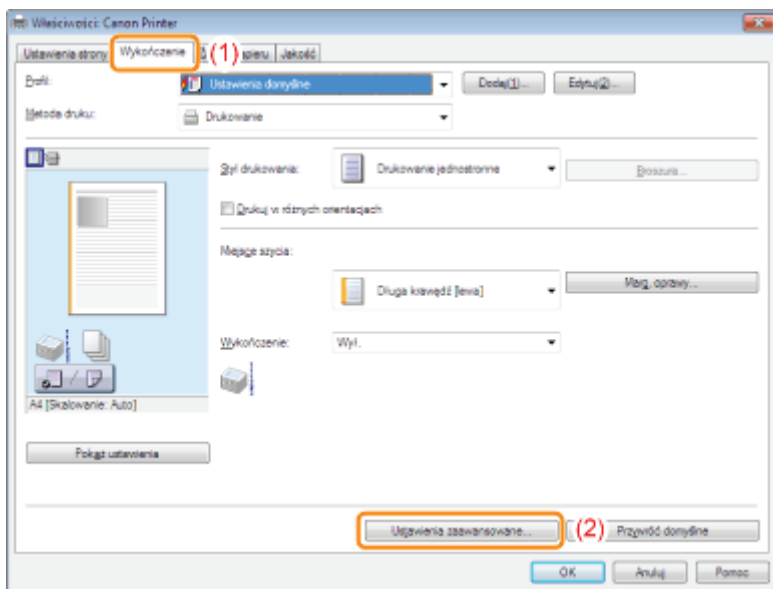 Właściwości: Canon Printer
Ustawienia strony Wykończenie (1) apieru Jakość
Profil: Ustawienia domyślne Dodaj(1)... Edytuj(2)...
Metoda druku: Drukowanie
Styl drukowania: Drukowanie jednostronne Broszura...
Drukuj w różnych orientacjach
Miejsce szycia:
Długa krawędź [lewa] Marg. oprawy...
Wykończenie: Wył.
A4 [Skalowanie: Auto]
Pokaż ustawienia
Ustawienia zaawansowane... (2) Przywróć domyślne
OK Anuluj Pomoc